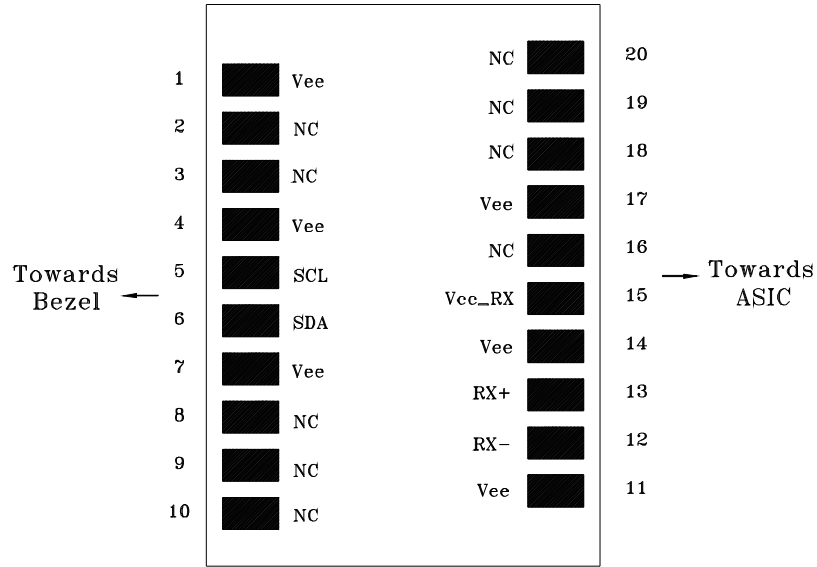 1 Vee
2 NC
3 NC
4 Vee
5 SCL
6 SDA
7 Vee
8 NC
9 NC
10 NC
Towards
Bezel
NC 20
NC 19
NC 18
Vee 17
NC 16
Vcc_RX 15
Vee 14
RX+ 13
RX- 12
Vee 11
Towards
ASIC